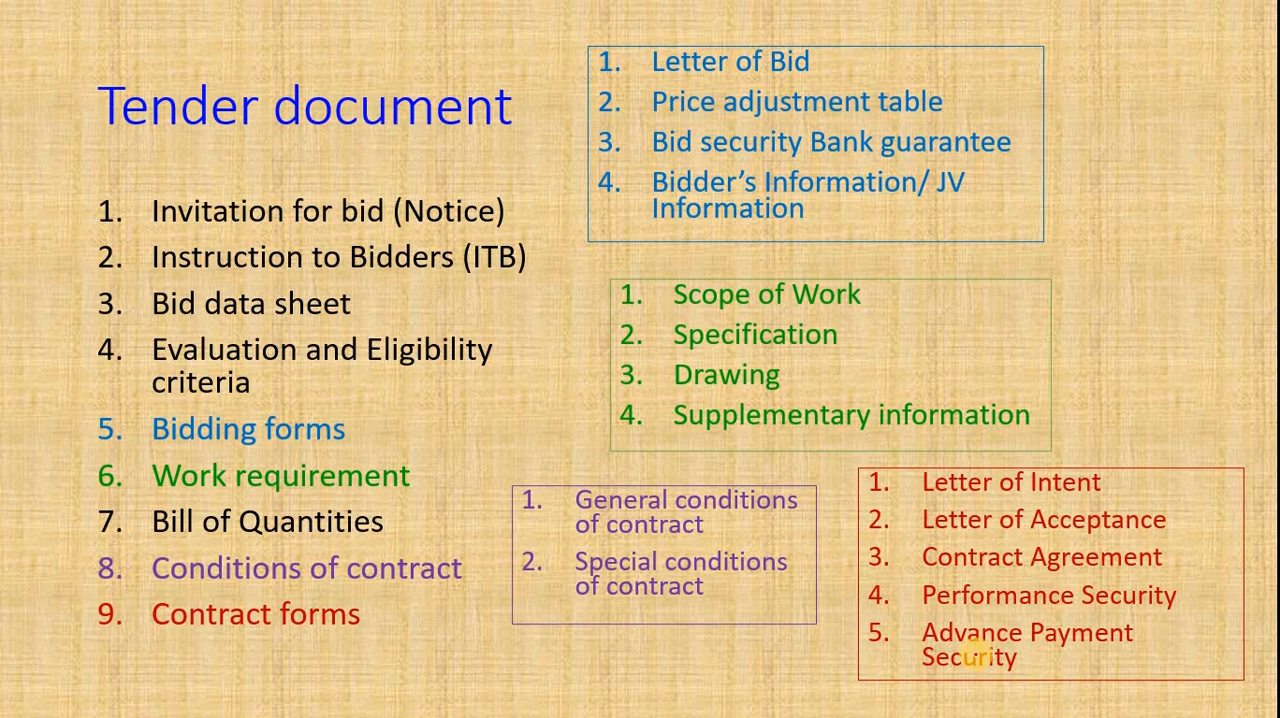 Tender document
1. Invitation for bid (Notice)
2. Instruction to Bidders (ITB)
3. Bid data sheet
4. Evaluation and Eligibility
criteria
5. Bidding forms
6. Work requirement
7. Bill of Quantities
8. Conditions of contract
9. Contract forms
1. Letter of Bid
2. Price adjustment table
3. Bid security Bank guarantee
4. Bidder’s Information/ JV
Information
1. Scope of Work
2. Specification
3. Drawing
4. Supplementary information
1. General conditions
of contract
2. Special conditions
of contract
1. Letter of Intent
2. Letter of Acceptance
3. Contract Agreement
4. Performance Security
5. Advance Payment
Security